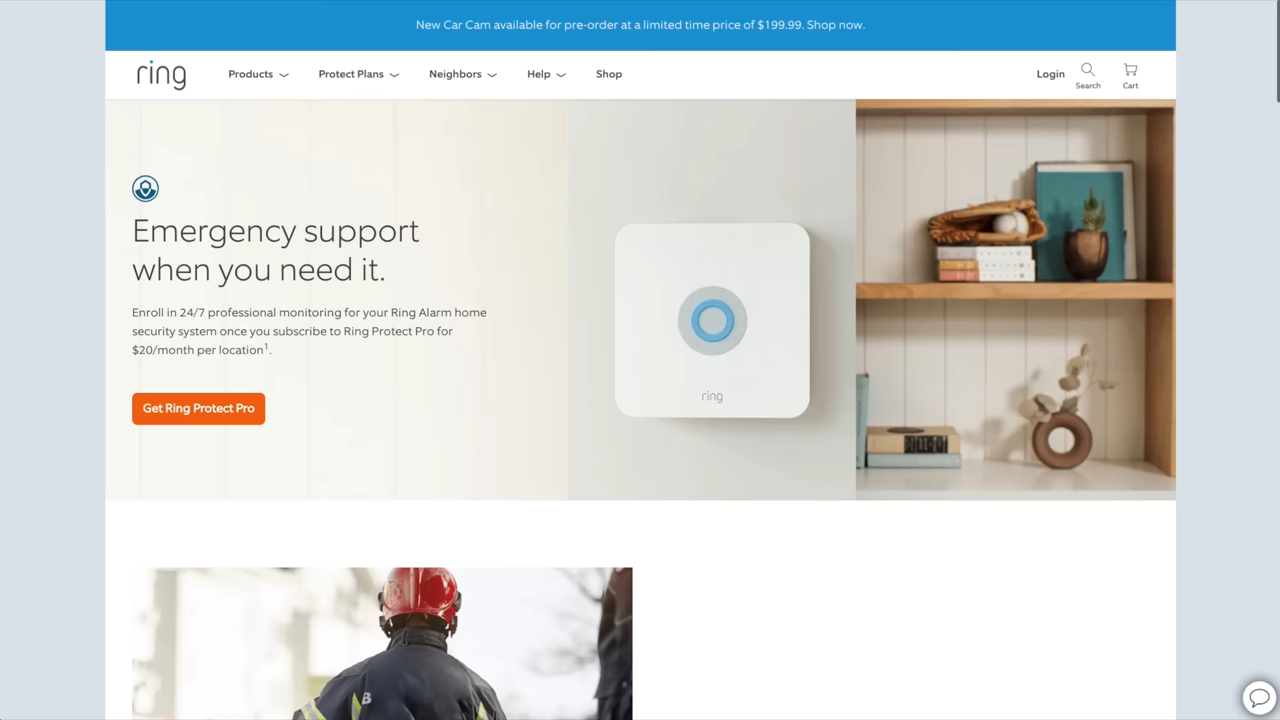 New Car Cam available for pre-order at a limited time price of $199.99. Shop now.
ring
Products
Protect Plans
Neighbors
Help
Shop
Login
Search
Cart
Emergency support
when you need it.
Enroll in 24/7 professional monitoring for your Ring Alarm home
security system once you subscribe to Ring Protect Pro for
$20/month per location¹.
Get Ring Protect Pro
ring
B